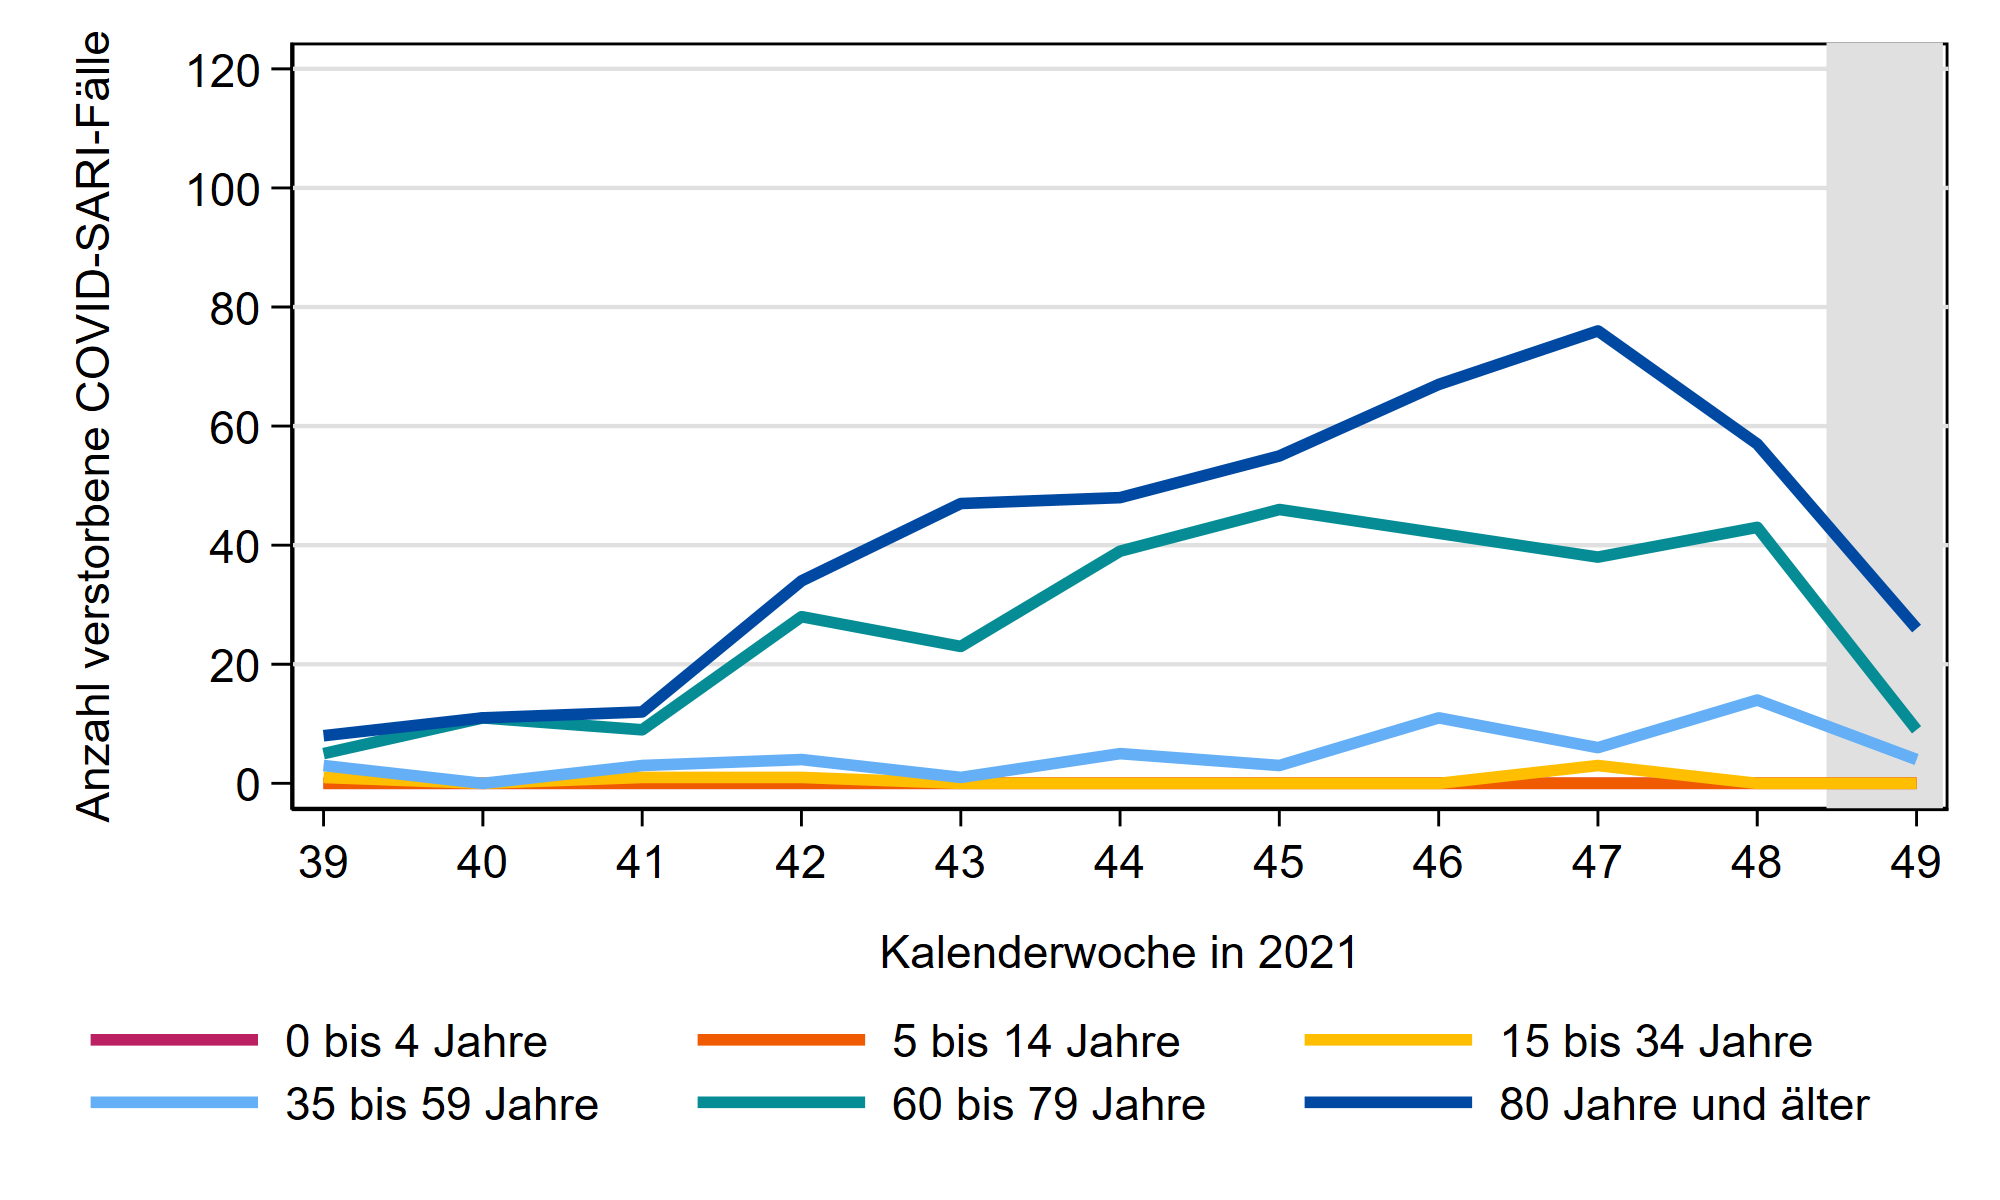 Anzahl verstorbene COVID-SARI-Fälle
120
100
80
60
40
20
0
39 40 41 42 43 44 45 46 47 48 49
Kalenderwoche in 2021
0 bis 4 Jahre 5 bis 14 Jahre 15 bis 34 Jahre
35 bis 59 Jahre 60 bis 79 Jahre 80 Jahre und älter